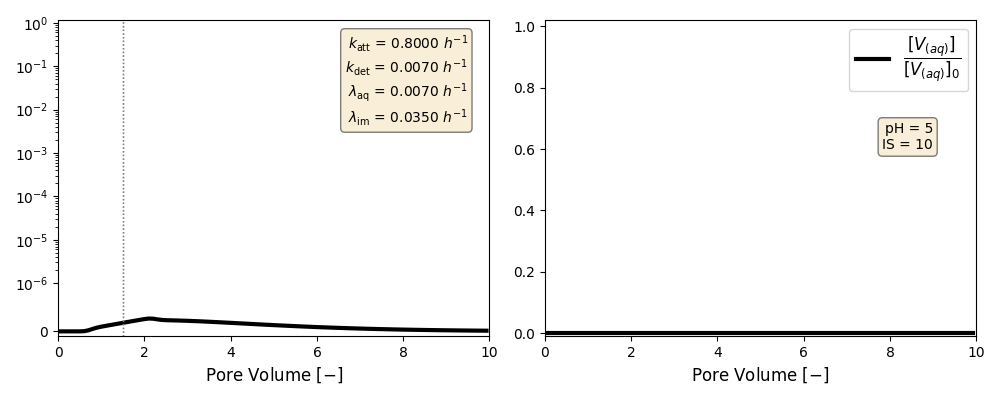 10⁰
10⁻¹
10⁻²
10⁻³
10⁻⁴
10⁻⁵
10⁻⁶
0
k_att = 0.8000 h⁻¹
k_det = 0.0070 h⁻¹
λ_aq = 0.0070 h⁻¹
λ_im = 0.0350 h⁻¹
0 2 4 6 8 10
Pore Volume [−]
1.0
0.8
0.6
0.4
0.2
0.0
[V_(aq)]
[V_(aq)]₀
pH = 5
IS = 10
0 2 4 6 8 10
Pore Volume [−]